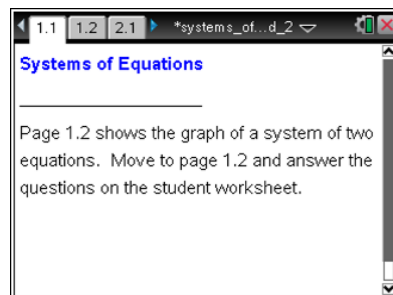 1.1 1.2 2.1 *systems_of...d_2
Systems of Equations
Page 1.2 shows the graph of a system of two
equations. Move to page 1.2 and answer the
questions on the student worksheet.